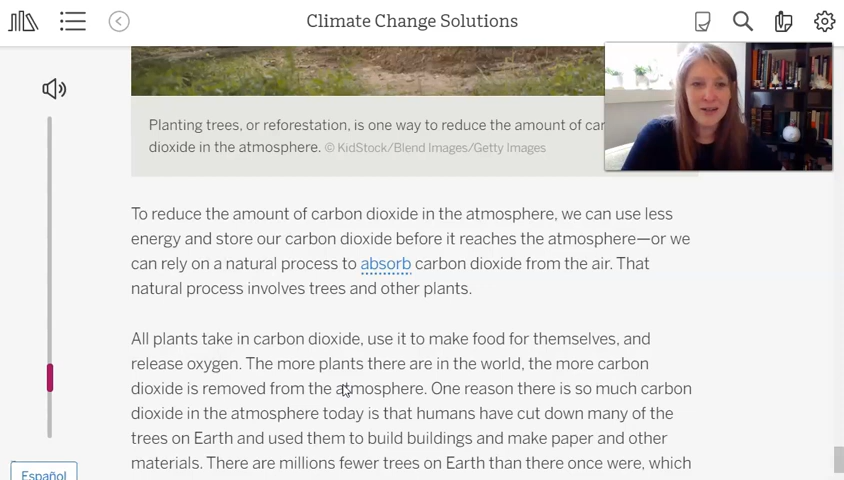 Climate Change Solutions
Planting trees, or reforestation, is one way to reduce the amount of
dioxide in the atmosphere. © KidStock/Blend Images/Getty Images
To reduce the amount of carbon dioxide in the atmosphere, we can use less
energy and store our carbon dioxide before it reaches the atmosphere—or we
can rely on a natural process to absorb carbon dioxide from the air. That
natural process involves trees and other plants.
All plants take in carbon dioxide, use it to make food for themselves, and
release oxygen. The more plants there are in the world, the more carbon
dioxide is removed from the atmosphere. One reason there is so much carbon
dioxide in the atmosphere today is that humans have cut down many of the
trees on Earth and used them to build buildings and make paper and other
materials. There are millions fewer trees on Earth than there once were, which
Español